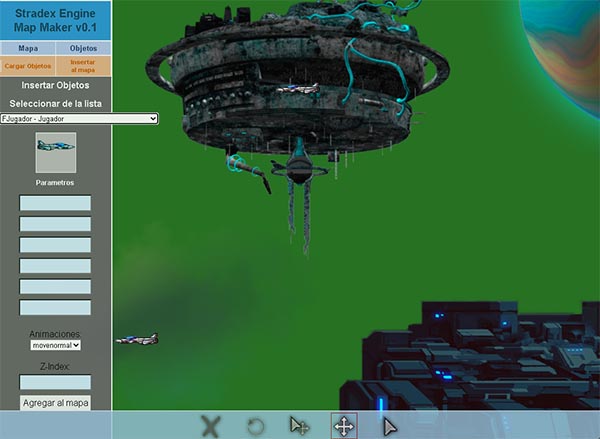 Stradex Engine
Map Maker v0.1
Mapa Objetos
Cargar Objetos Insertar
al mapa
Insertar Objetos
Seleccionar de la lista
FJugador - Jugador
Parametros
Animaciones:
movenormal
Z-Index:
Agregar al mapa